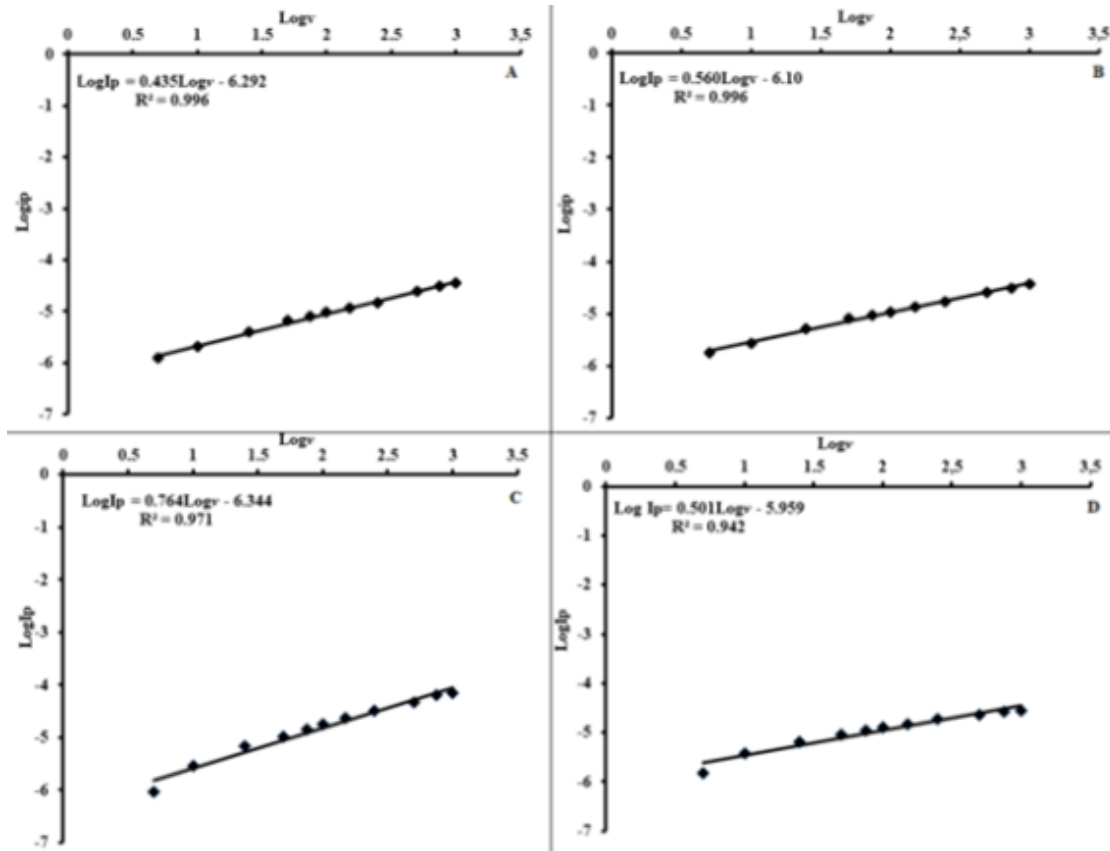 Logv
0 0.5 1 1.5 2 2.5 3 3,5
A
LogIp = 0.435Logv - 6.292
R² = 0.996
Logip
0
-1
-2
-3
-4
-5
-6
-7
Logv
0 0.5 1 1.5 2 2.5 3 3,5
B
LogIp = 0.560Logv - 6.10
R² = 0.996
Logip
0
-1
-2
-3
-4
-5
-6
-7
Logv
0 0.5 1 1.5 2 2.5 3 3.5
C
LogIp = 0.764Logv - 6.344
R² = 0.971
LogIp
0
-1
-2
-3
-4
-5
-6
-7
Logv
0 0.5 1 1.5 2 2.5 3 3,5
D
Log Ip= 0.501Logv - 5.959
R² = 0.942
LogIp
0
-1
-2
-3
-4
-5
-6
-7